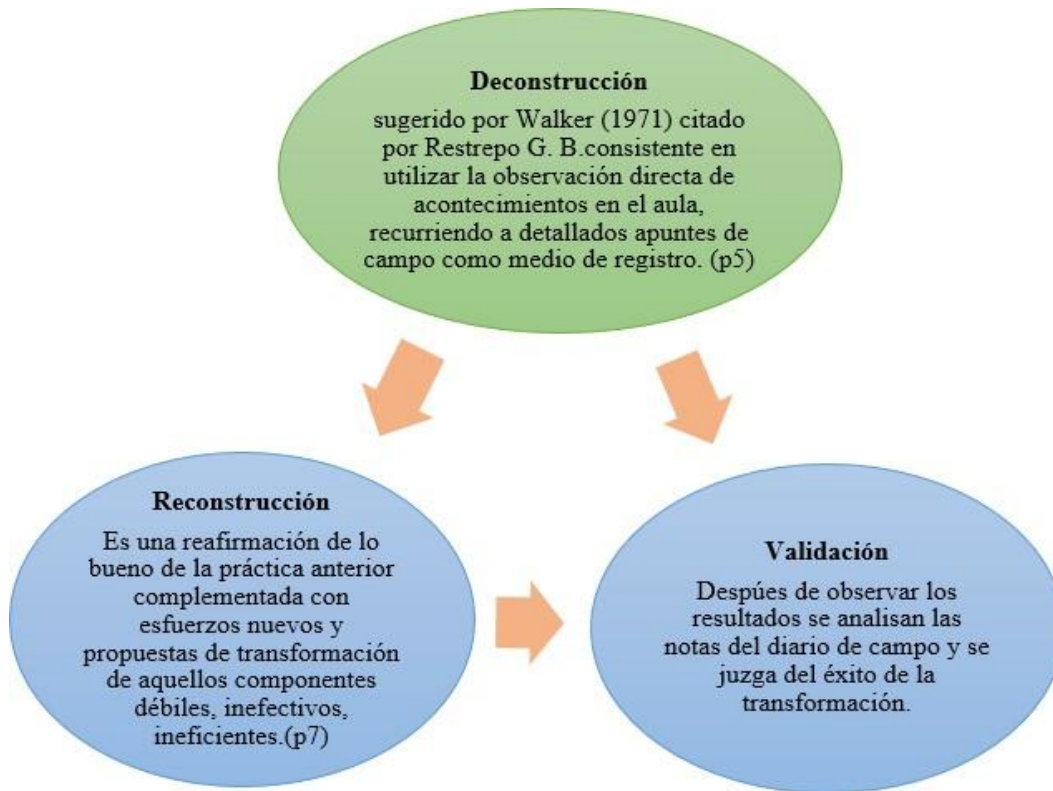 Deconstrucción
sugerido por Walker (1971) citado
por Restrepo G. B.consistente en
utilizar la observación directa de
acontecimientos en el aula,
recurriendo a detallados apuntes de
campo como medio de registro. (p5)
Reconstrucción
Es una reafirmación de lo
bueno de la práctica anterior
complementada con
esfuerzos nuevos y
propuestas de transformación
de aquellos componentes
débiles, inefectivos,
ineficientes.(p7)
Validación
Despúes de observar los
resultados se analisan las
notas del diario de campo y se
juzga del éxito de la
transformación.